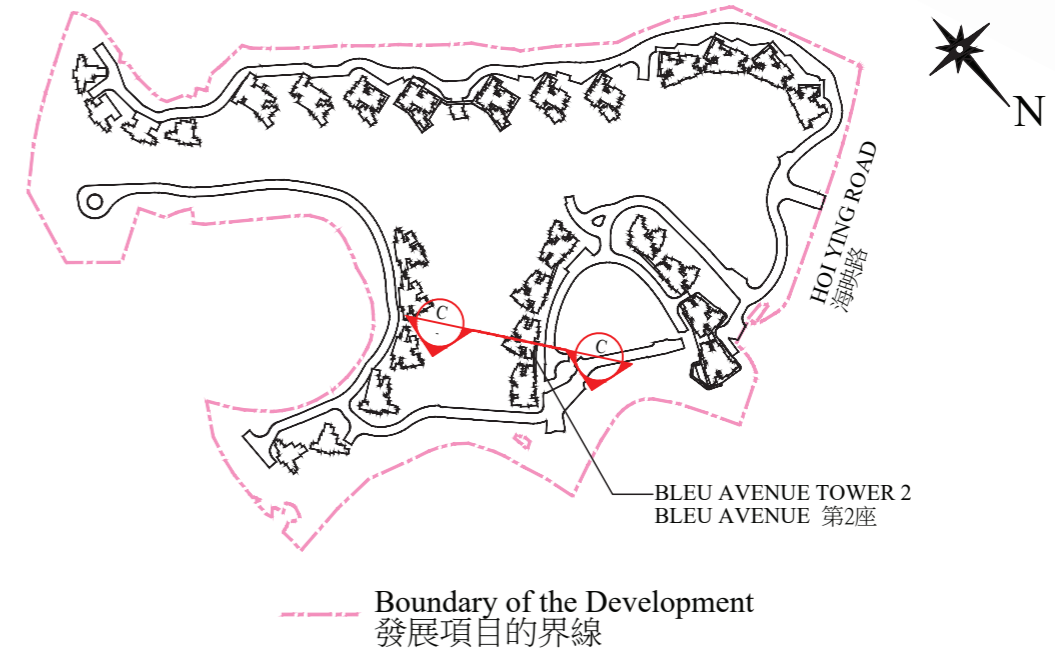 N
HOI YING ROAD
海映路
C
C
BLEU AVENUE TOWER 2
BLEU AVENUE 第2座
Boundary of the Development
發展項目的界線